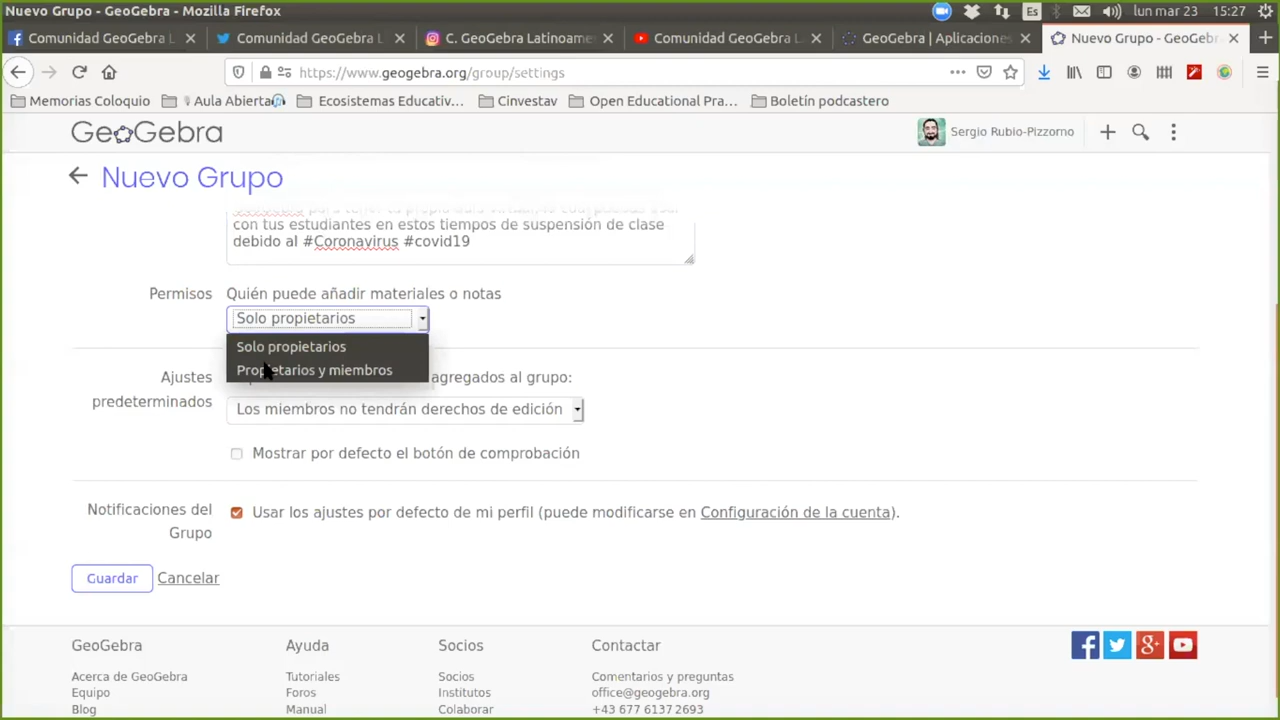 Nuevo Grupo - GeoGebra - Mozilla Firefox
Es
lun mar 23
15:27
Comunidad GeoGebra L
Comunidad GeoGebra L
C. GeoGebra Latinoame
Comunidad GeoGebra L
GeoGebra | Aplicacione
Nuevo Grupo - GeoGebr
https://www.geogebra.org/group/settings
Memorias Coloquio
Aula Abierta
Ecosistemas Educativ...
Cinvestav
Open Educational Pra...
Boletín podcastero
GeoGebra
Sergio Rubio-Pizzorno
Nuevo Grupo
con tus estudiantes en estos tiempos de suspensión de clase
debido al #Coronavirus #covid19
Permisos
Quién puede añadir materiales o notas
Solo propietarios
Solo propietarios
Propietarios y miembros
Ajustes predeterminados
agregados al grupo:
Los miembros no tendrán derechos de edición
Mostrar por defecto el botón de comprobación
Notificaciones del Grupo
Usar los ajustes por defecto de mi perfil (puede modificarse en Configuración de la cuenta).
Guardar
Cancelar
GeoGebra
Acerca de GeoGebra
Equipo
Blog
Ayuda
Tutoriales
Foros
Manual
Socios
Socios
Institutos
Colaborar
Contactar
Comentarios y preguntas
office@geogebra.org
+43 677 6137 2693